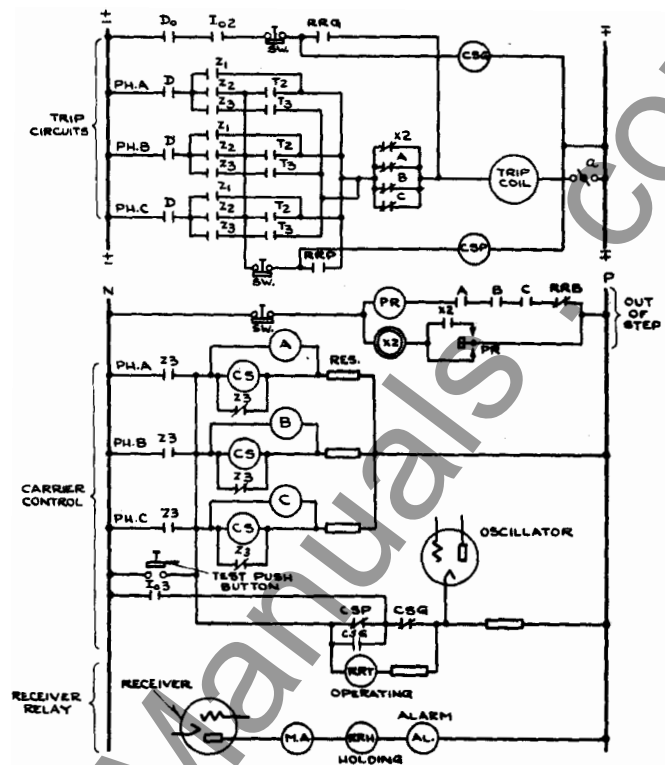 ± ∓
D₀ I₀2 SW. RRG CSG
TRIP CIRCUITS
PH.A D Z1 Z2 Z3 T2 T3
PH.B D Z1 Z2 Z3 T2 T3
PH.C D Z1 Z2 Z3 T2 T3
X2
A
B
C
TRIP COIL
a
SW. RRP CSP
± ∓
N P
SW. PR A B C RRB
X2 X2 PR
OUT OF STEP
CARRIER CONTROL
PH.A Z3 A CS Z3 RES.
PH.B Z3 B CS Z3
PH.C Z3 C CS Z3
TEST PUSH BUTTON
I₀3
OSCILLATOR
CSP CSG
CSG
RRT
OPERATING
RECEIVER RELAY
RECEIVER
M.A RRH AL.
HOLDING
ALARM
Manuals.co